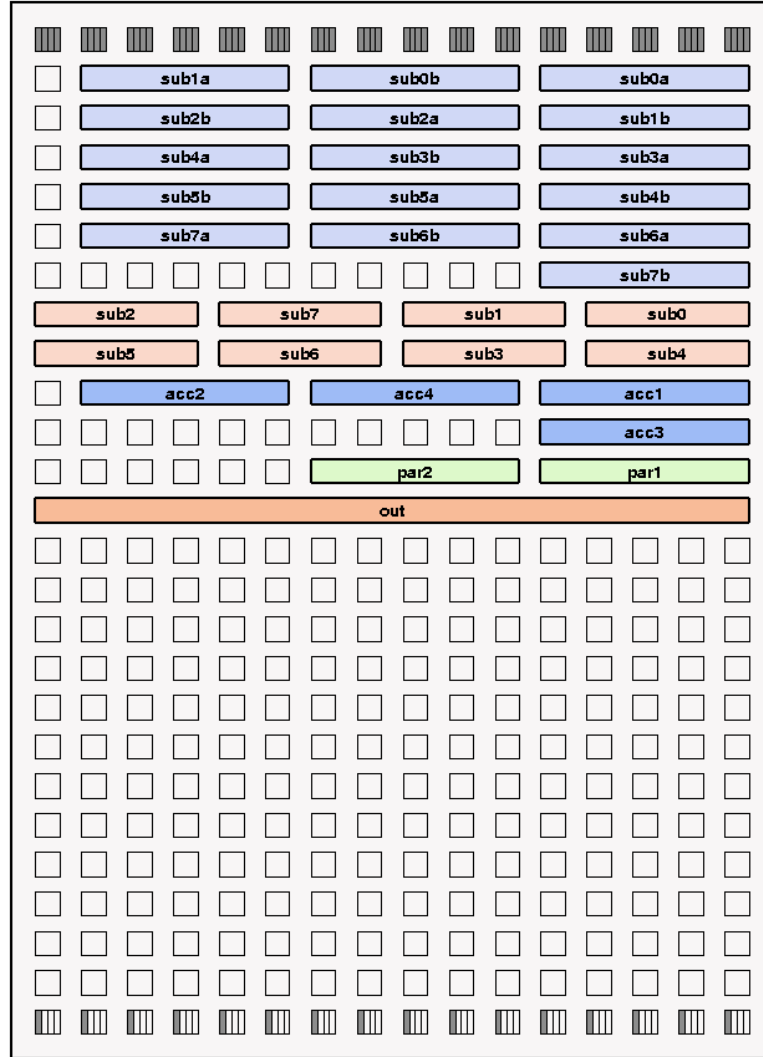 sub1a sub0b sub0a
sub2b sub2a sub1b
sub4a sub3b sub3a
sub5b sub5a sub4b
sub7a sub6b sub6a
sub7b
sub2 sub7 sub1 sub0
sub5 sub6 sub3 sub4
acc2 acc4 acc1
acc3
par2 par1
out